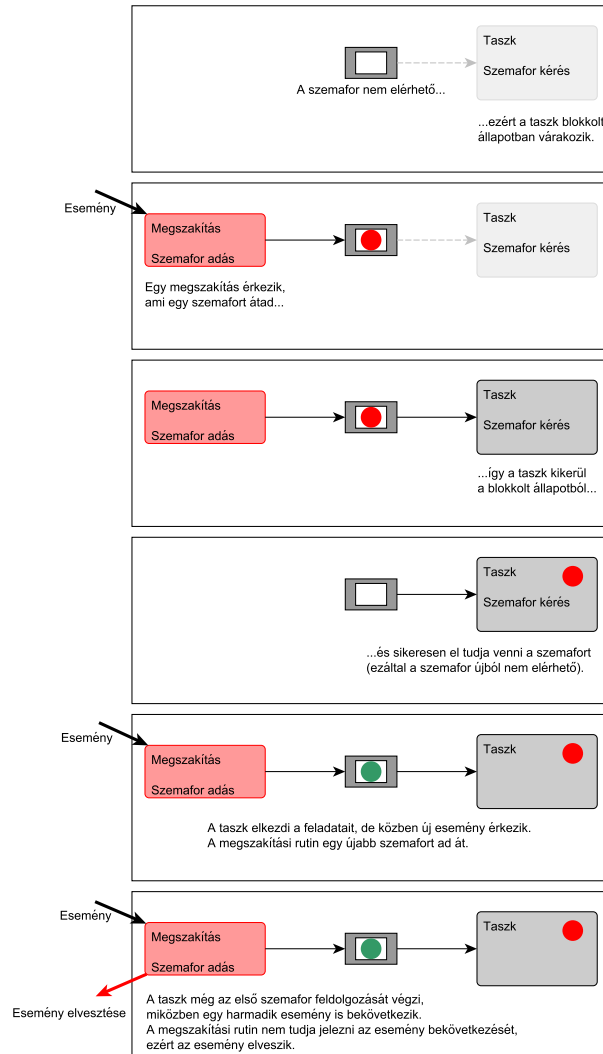 Taszk
Szemafor kérés
A szemafor nem elérhető...
...ezért a taszk blokkolt
állapotban várakozik.
Esemény
Megszakítás
Szemafor adás
Taszk
Szemafor kérés
Egy megszakítás érkezik,
ami egy szemafort átad...
Megszakítás
Szemafor adás
Taszk
Szemafor kérés
...így a taszk kikerül
a blokkolt állapotból...
Taszk
Szemafor kérés
...és sikeresen el tudja venni a szemafort
(ezáltal a szemafor újból nem elérhető).
Esemény
Megszakítás
Szemafor adás
Taszk
A taszk elkezdi a feladatait, de közben új esemény érkezik.
A megszakítási rutin egy újabb szemafort ad át.
Esemény
Megszakítás
Szemafor adás
Taszk
Esemény elvesztése
A taszk még az első szemafor feldolgozását végzi,
miközben egy harmadik esemény is bekövetkezik.
A megszakítási rutin nem tudja jelezni az esemény bekövetkezését,
ezért az esemény elveszik.